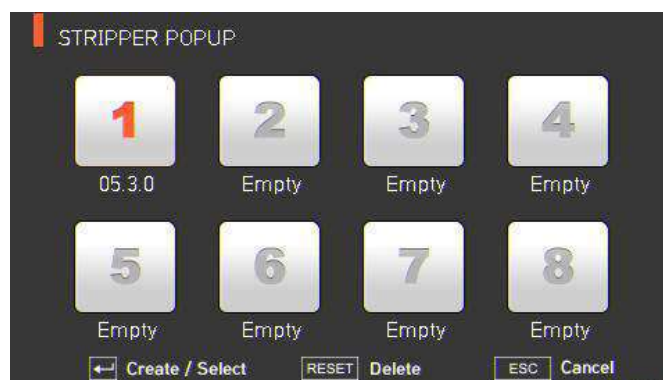 STRIPPER POPUP
1 2 3 4
05.3.0 Empty Empty Empty
5 6 7 8
Empty Empty Empty Empty
Create / Select RESET Delete ESC Cancel